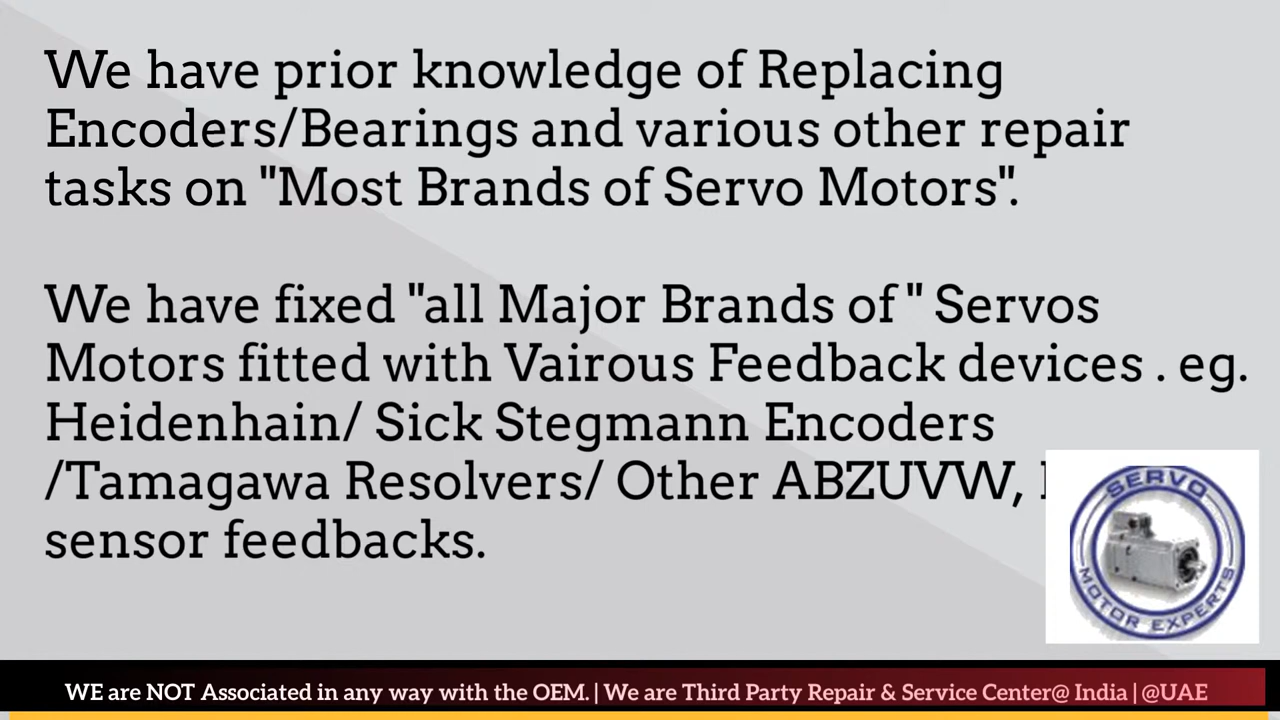 We have prior knowledge of Replacing
Encoders/Bearings and various other repair
tasks on "Most Brands of Servo Motors".
We have fixed "all Major Brands of " Servos
Motors fitted with Vairous Feedback devices . eg.
Heidenhain/ Sick Stegmann Encoders
/Tamagawa Resolvers/ Other ABZUVW,
sensor feedbacks.
SERVO
MOTOR EXPERTS
WE are NOT Associated in any way with the OEM. | We are Third Party Repair & Service Center@ India | @UAE